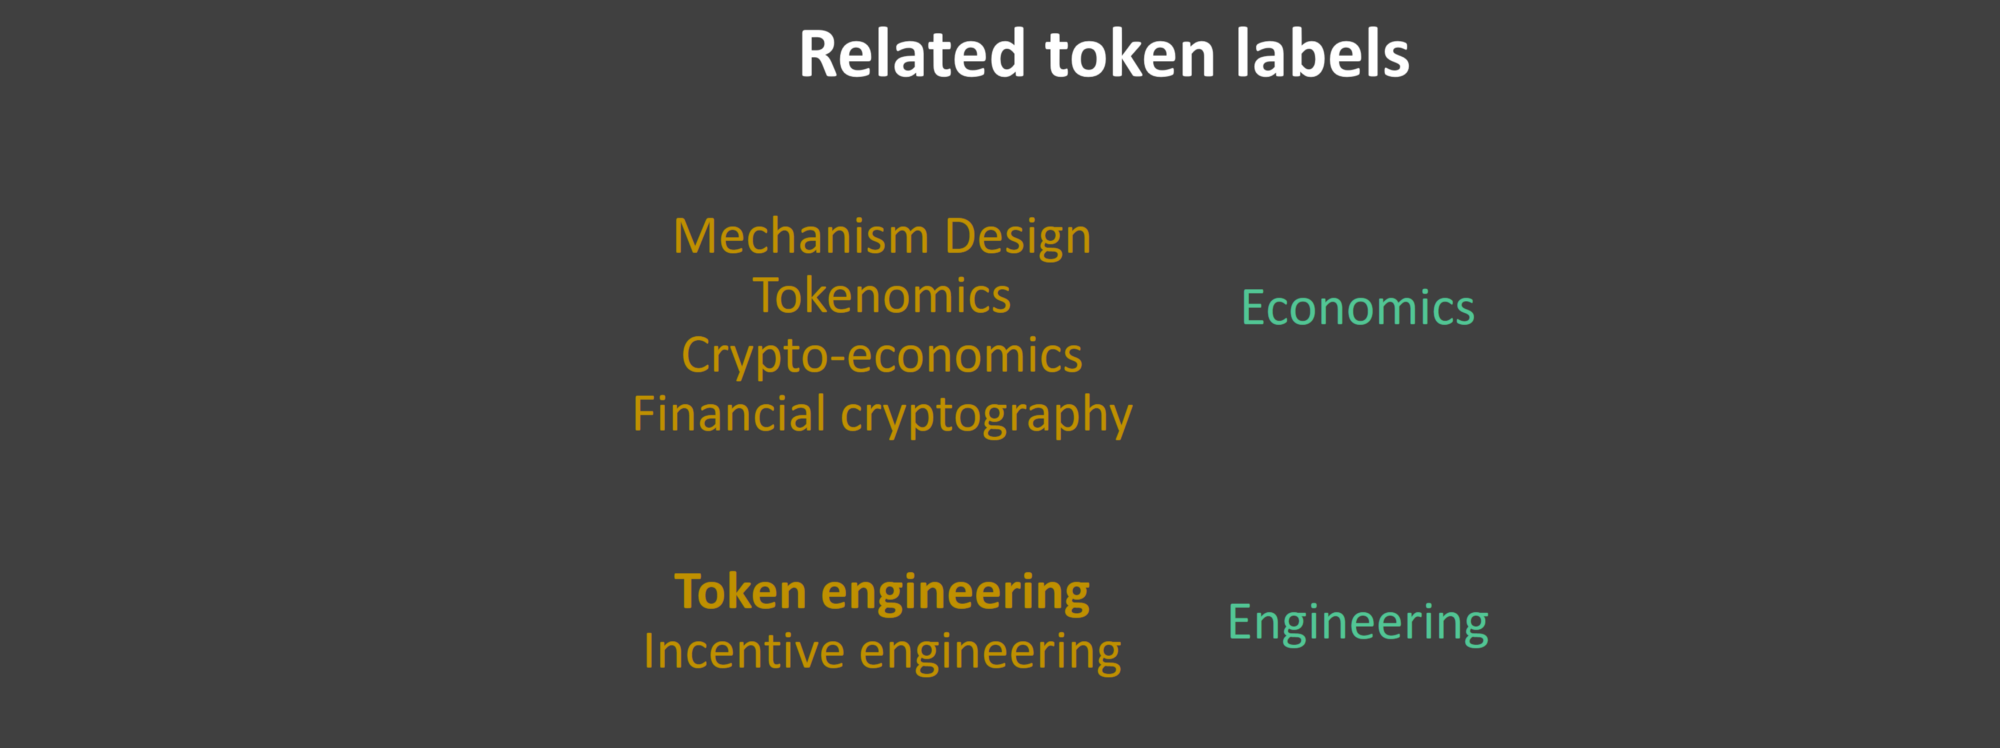 Related token labels
Mechanism Design
Tokenomics
Crypto-economics
Financial cryptography
Economics
Token engineering
Incentive engineering
Engineering